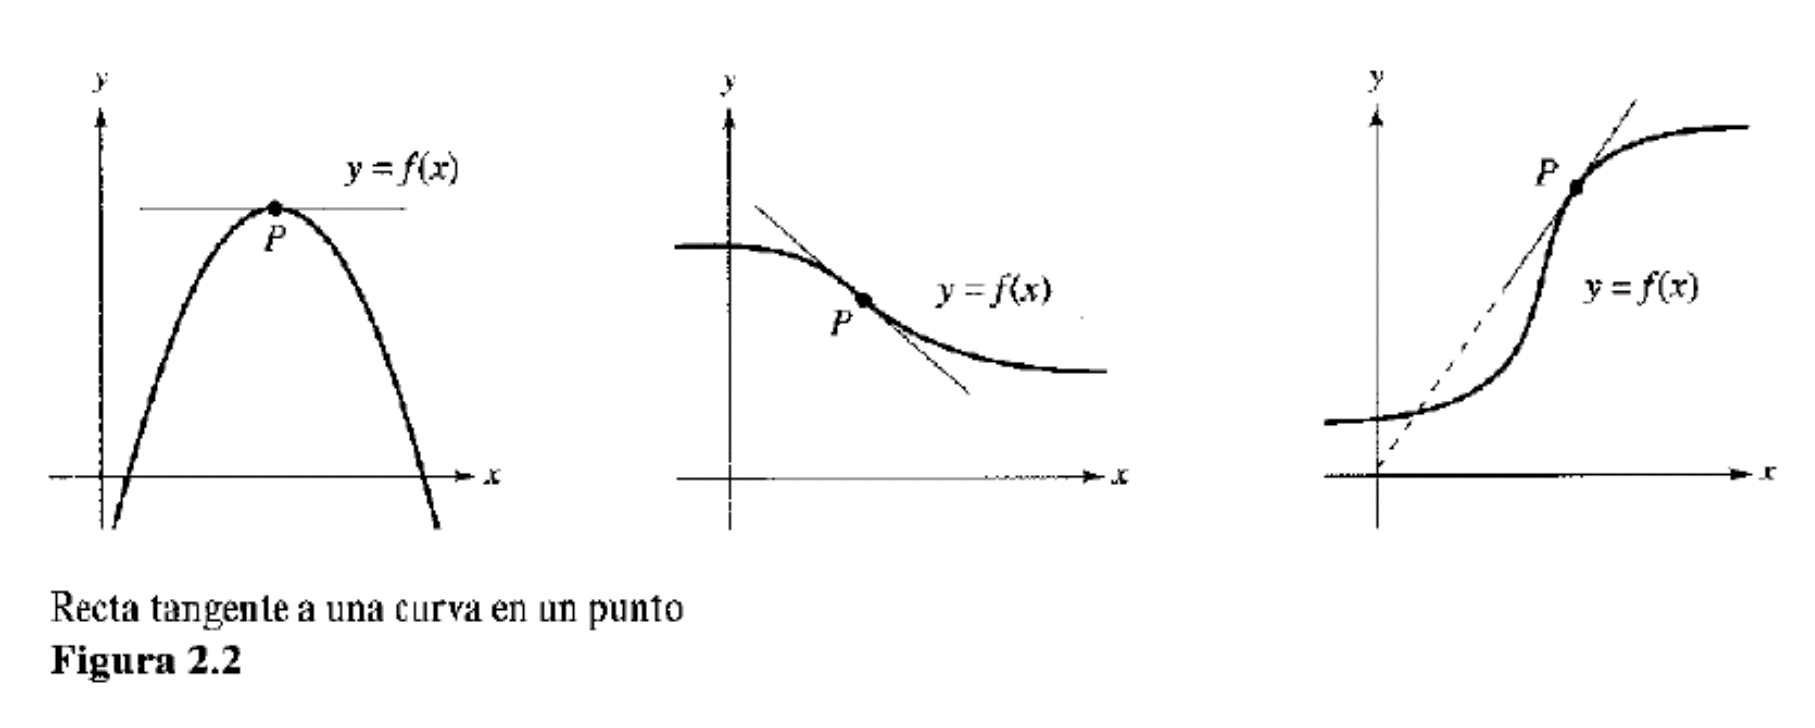 y
y = f(x)
P
x
y
y = f(x)
P
x
y
P
y = f(x)
x
Recta tangente a una curva en un punto
Figura 2.2